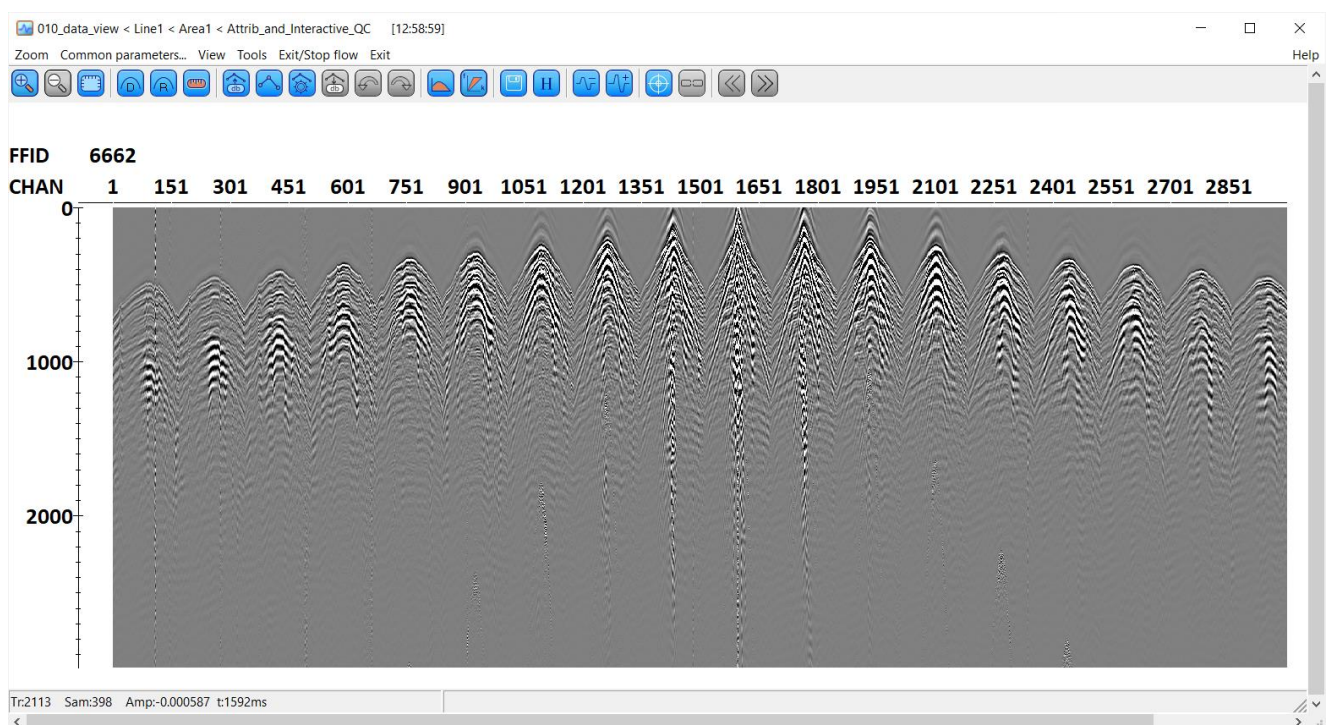 010_data_view < Line1 < Area1 < Attrib_and_Interactive_QC [12:58:59]
Zoom Common parameters... View Tools Exit/Stop flow Exit Help
D R db db H
FFID 6662
CHAN 1 151 301 451 601 751 901 1051 1201 1351 1501 1651 1801 1951 2101 2251 2401 2551 2701 2851
0
1000
2000
Tr:2113 Sam:398 Amp:-0.000587 t:1592ms